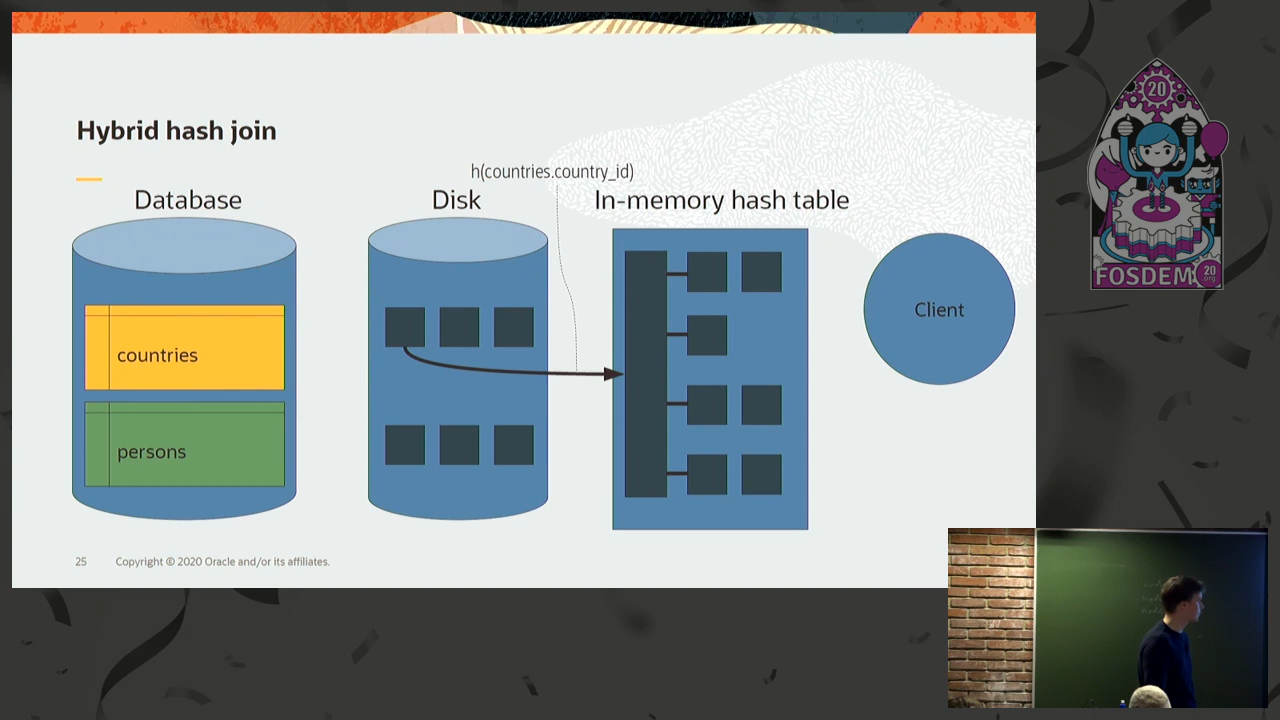 Hybrid hash join
h(countries.country_id)
Database
Disk
In-memory hash table
countries
persons
Client
25
Copyright © 2020 Oracle and/or its affiliates.
20
FOSDEM
20
org